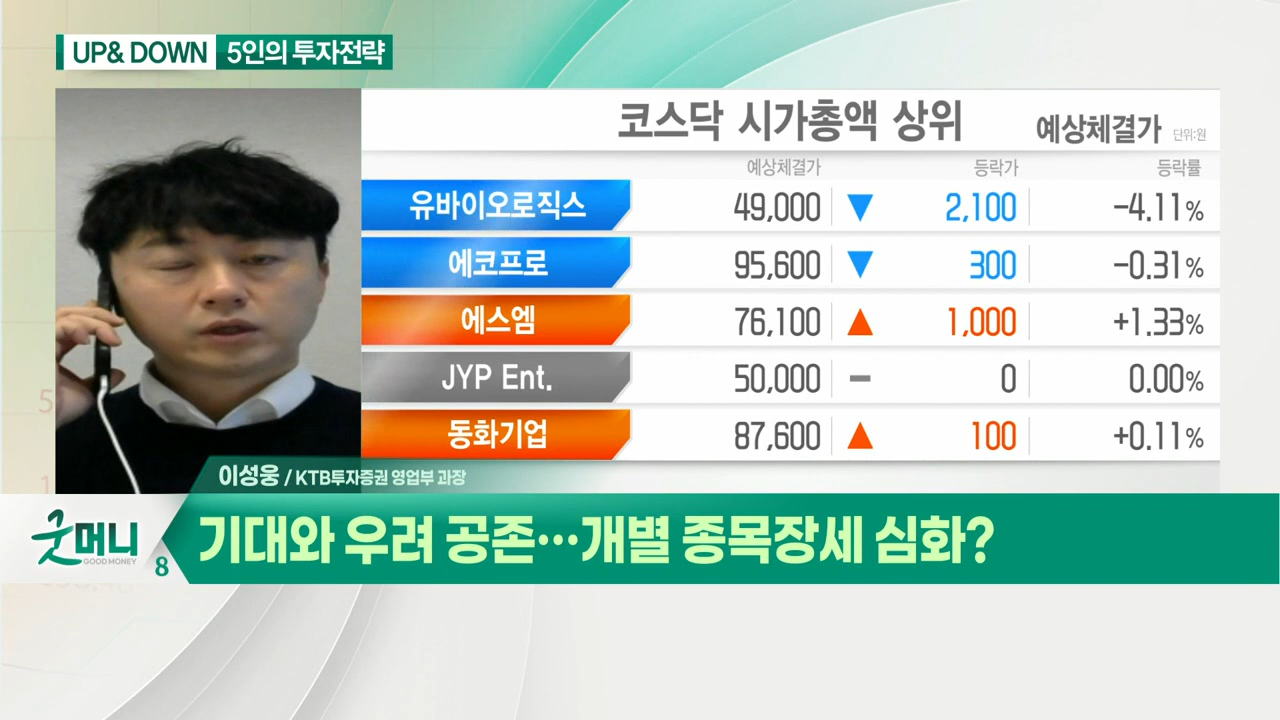 UP& DOWN 5인의 투자전략
코스닥 시가총액 상위 예상체결가 단위:원
예상체결가 등락가 등락률
유바이오로직스 49,000 ▼ 2,100 -4.11%
에코프로 95,600 ▼ 300 -0.31%
에스엠 76,100 ▲ 1,000 +1.33%
JYP Ent. 50,000 - 0 0.00%
동화기업 87,600 ▲ 100 +0.11%
이성웅 / KTB투자증권 영업부 과장
굿머니
GOOD MONEY
8
기대와 우려 공존…개별 종목장세 심화?